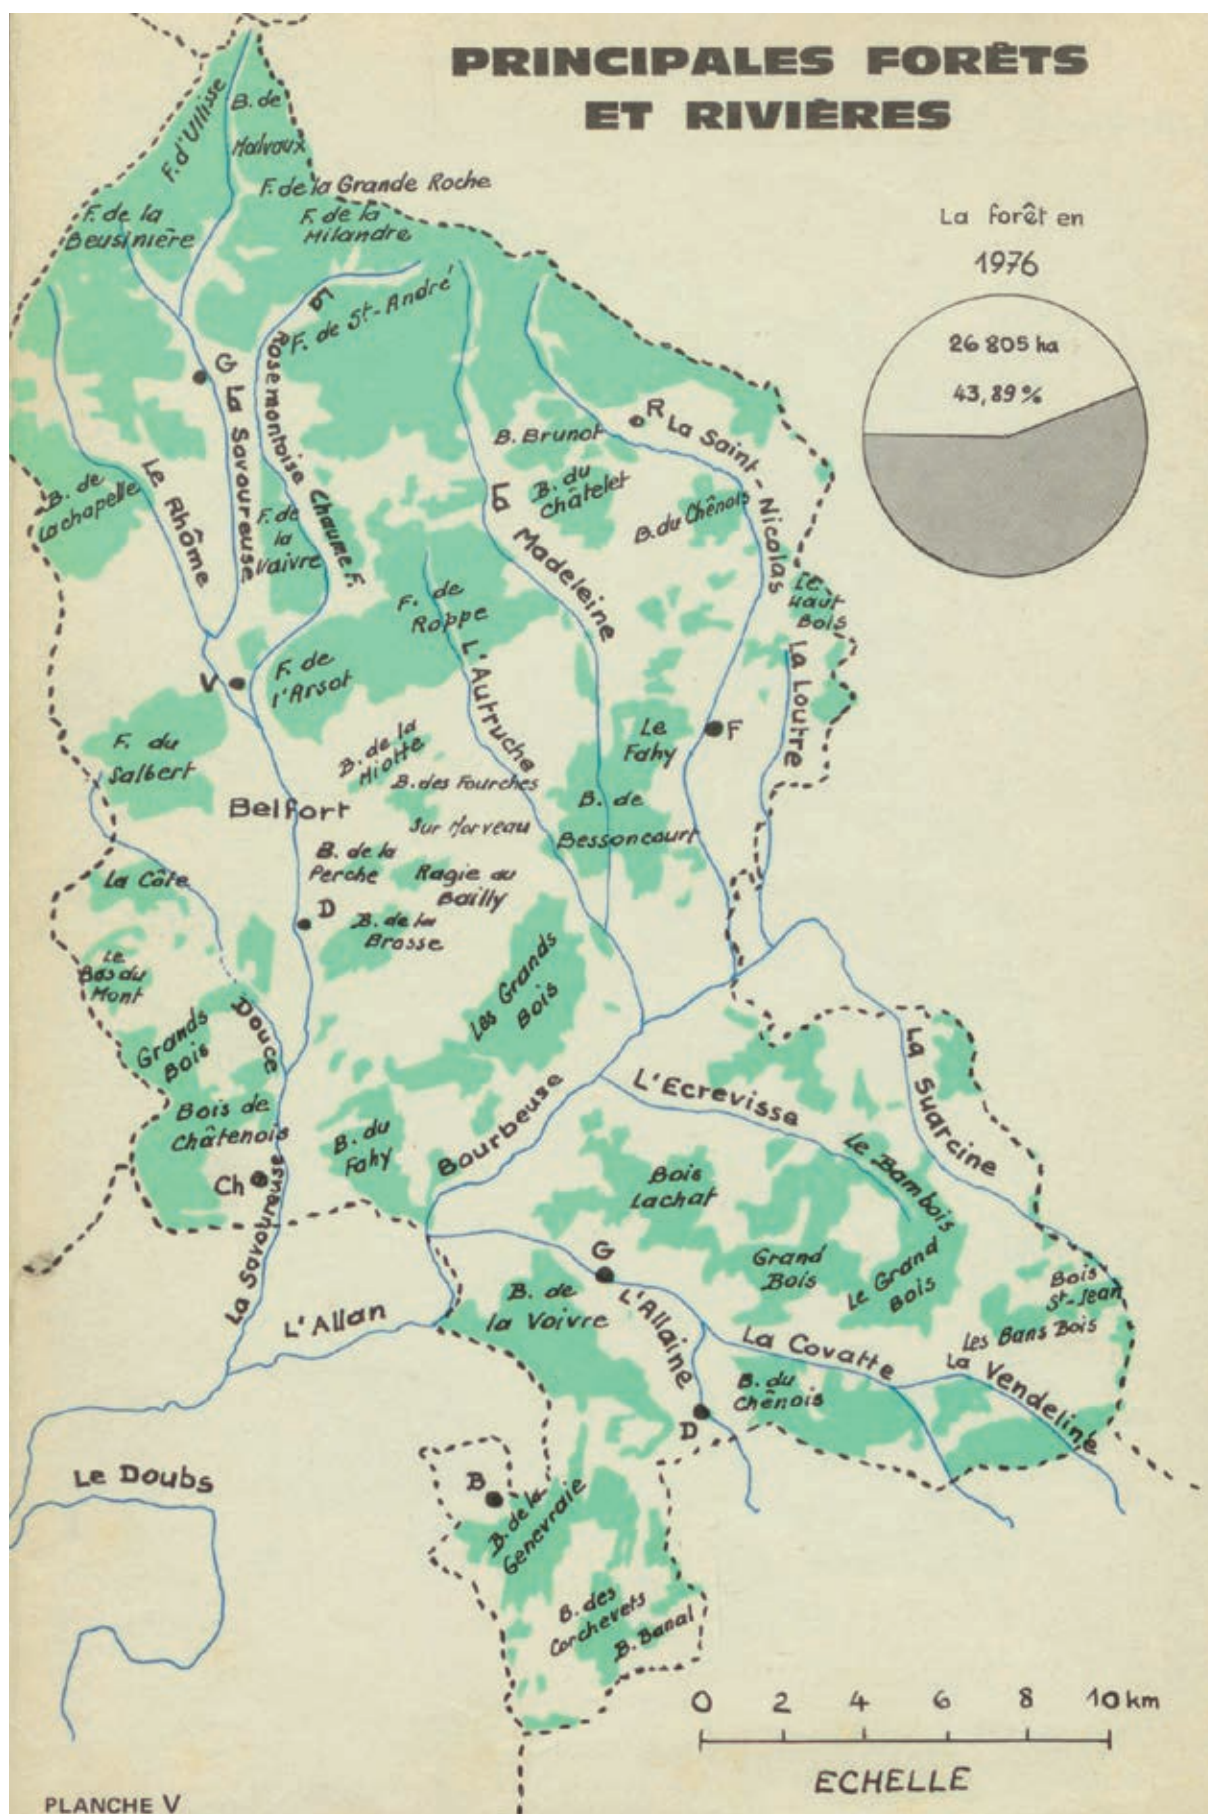 PRINCIPALES FORÊTS
ET RIVIÈRES
La forêt en
1976
26 805 ha
43,89 %
F. d'Ullisse
B. de
Malvaux
F. de la Grande Roche
F. de la
Beusinière
F. de la
Milandre
F. de St-André
La
Rosemontoise
G
La Savoureuse
Le Rhôme
B. de
Lachapelle
F. de
la
Vaivre
Chaume F.
B. Brunot
R
La Saint-Nicolas
B. du
Châtelet
B. du Chênois
La Madeleine
Le
Haut
Bois
F. de
Roppe
L'Autruche
La Loutre
V
F. de
l'Arsot
F. du
Salbert
B. de la
Miotte
B. des Fourches
Le
Fahy
F
Belfort
Sur Morveau
B. de
Bessoncourt
B. de la
Perche
Ragie au
Bailly
La Côte
D
B. de la
Brosse
Le
Bas du
Mont
Les Grands
Bois
Grands
Bois
Douce
Bois de
Châtenois
B. du
Fahy
Bourbeuse
L'Ecrevisse
La Suarcine
Ch
La Savoureuse
Bois
Lachat
Le Bambois
Grand
Bois
Le Grand
Bois
Bois
St-Jean
Les Bans Bois
G
L'Allan
B. de
la Voivre
L'Allaine
La Covatte
La Vendeline
B. du
Chênois
D
Le Doubs
B
B. de la
Genevraie
B. des
Corchevets
B. Banal
0 2 4 6 8 10 km
ECHELLE
PLANCHE V